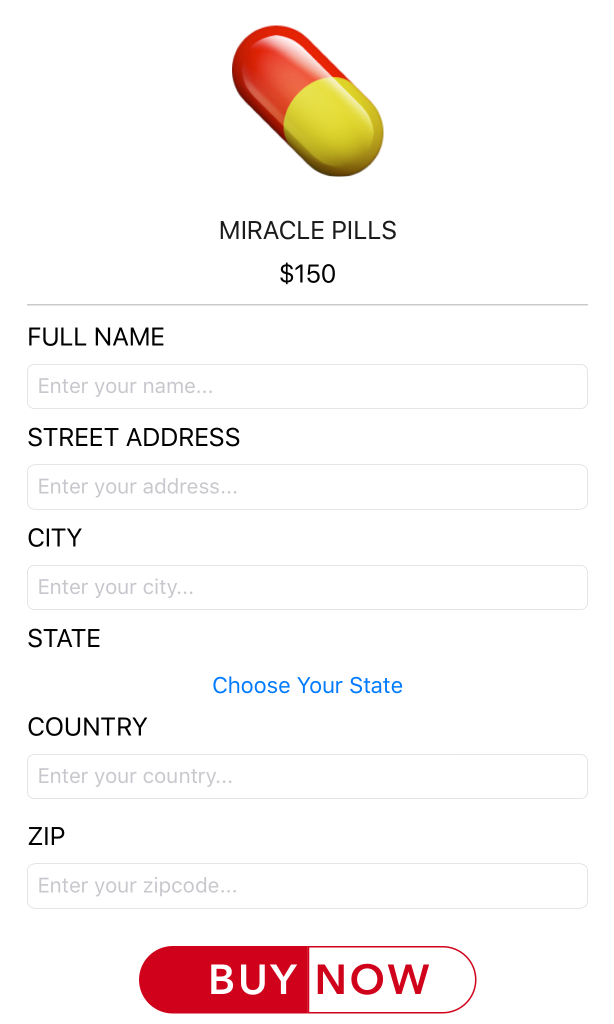 MIRACLE PILLS
$150
FULL NAME
Enter your name...
STREET ADDRESS
Enter your address...
CITY
Enter your city...
STATE
Choose Your State
COUNTRY
Enter your country...
ZIP
Enter your zipcode...
BUY NOW